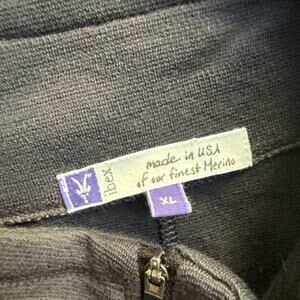 ibex
made in USA
of our finest Merino
XL